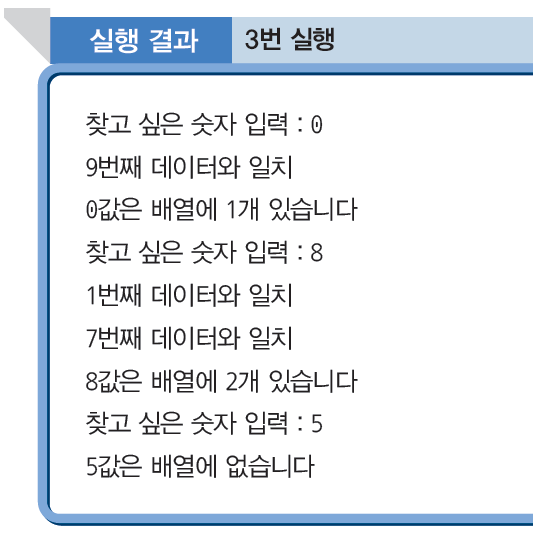 실행 결과 3번 실행
찾고 싶은 숫자 입력 : 0
9번째 데이터와 일치
0값은 배열에 1개 있습니다
찾고 싶은 숫자 입력 : 8
1번째 데이터와 일치
7번째 데이터와 일치
8값은 배열에 2개 있습니다
찾고 싶은 숫자 입력 : 5
5값은 배열에 없습니다